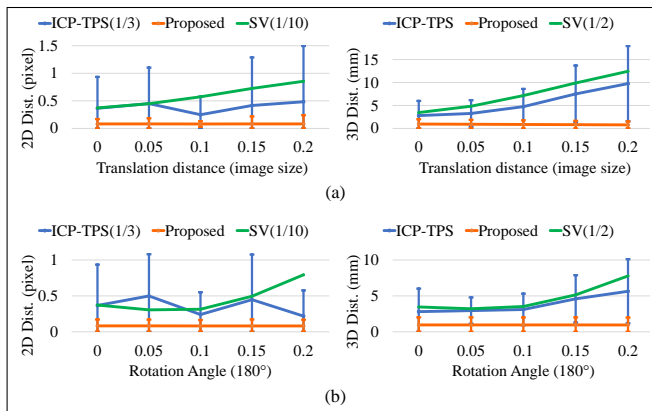 ICP-TPS(1/3) Proposed SV(1/10)
2D Dist. (pixel)
1.5
1
0.5
0
0 0.05 0.1 0.15 0.2
Translation distance (image size)
ICP-TPS Proposed SV(1/2)
3D Dist. (mm)
15
10
5
0
0 0.05 0.1 0.15 0.2
Translation distance (image size)
(a)
ICP-TPS(1/3) Proposed SV(1/10)
2D Dist. (pixel)
1
0.5
0
0 0.05 0.1 0.15 0.2
Rotation Angle (180°)
ICP-TPS Proposed SV(1/2)
3D Dist. (mm)
10
5
0
0 0.05 0.1 0.15 0.2
Rotation Angle (180°)
(b)